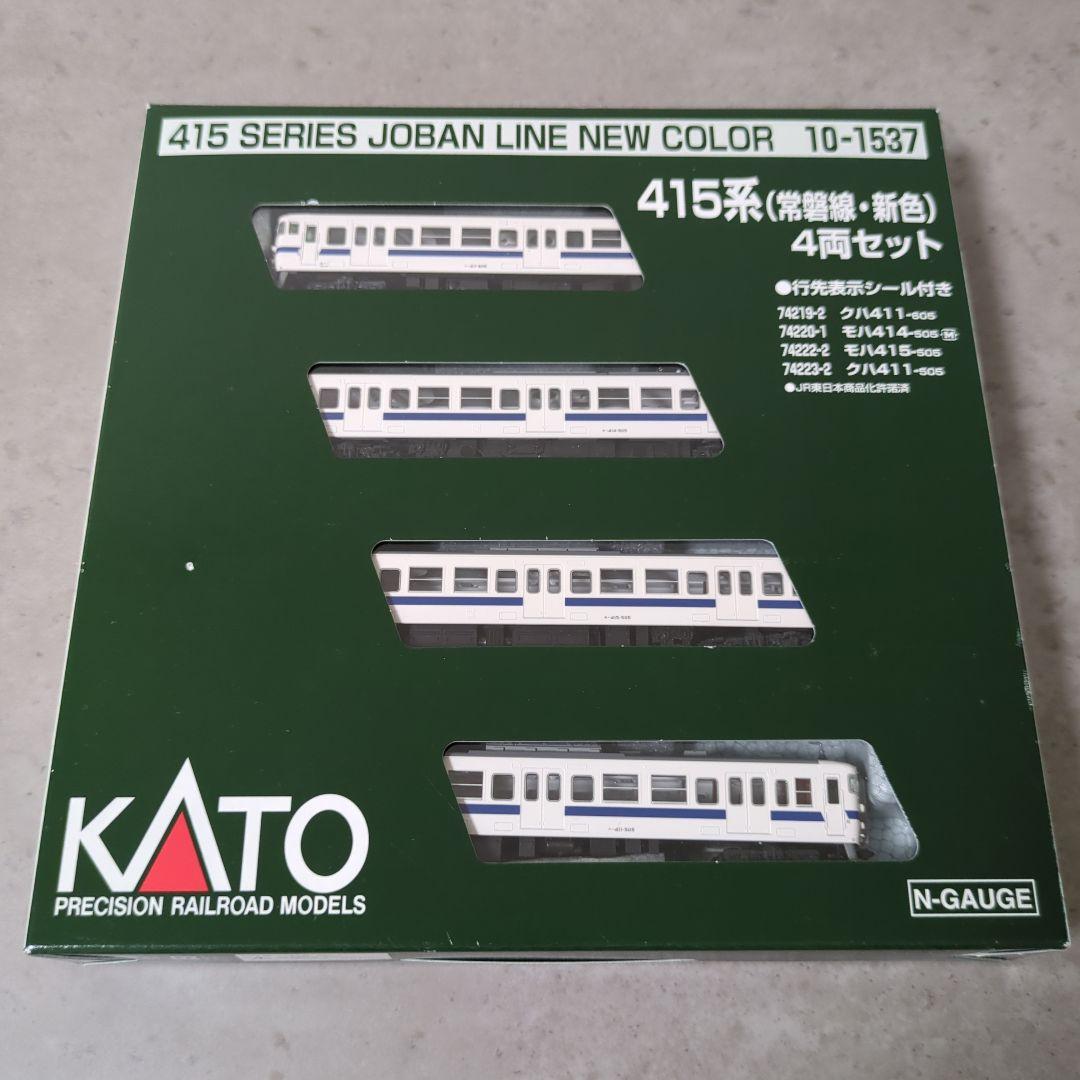 415 SERIES JOBAN LINE NEW COLOR 10-1537
415系(常磐線・新色)
4両セット
●行先表示シール付き
74219-2 クハ411-505
74220-1 モハ414-505 M
74222-2 モハ415-505
74223-2 クハ411-505
●JR東日本商品化許諾済
KATO
PRECISION RAILROAD MODELS
N-GAUGE